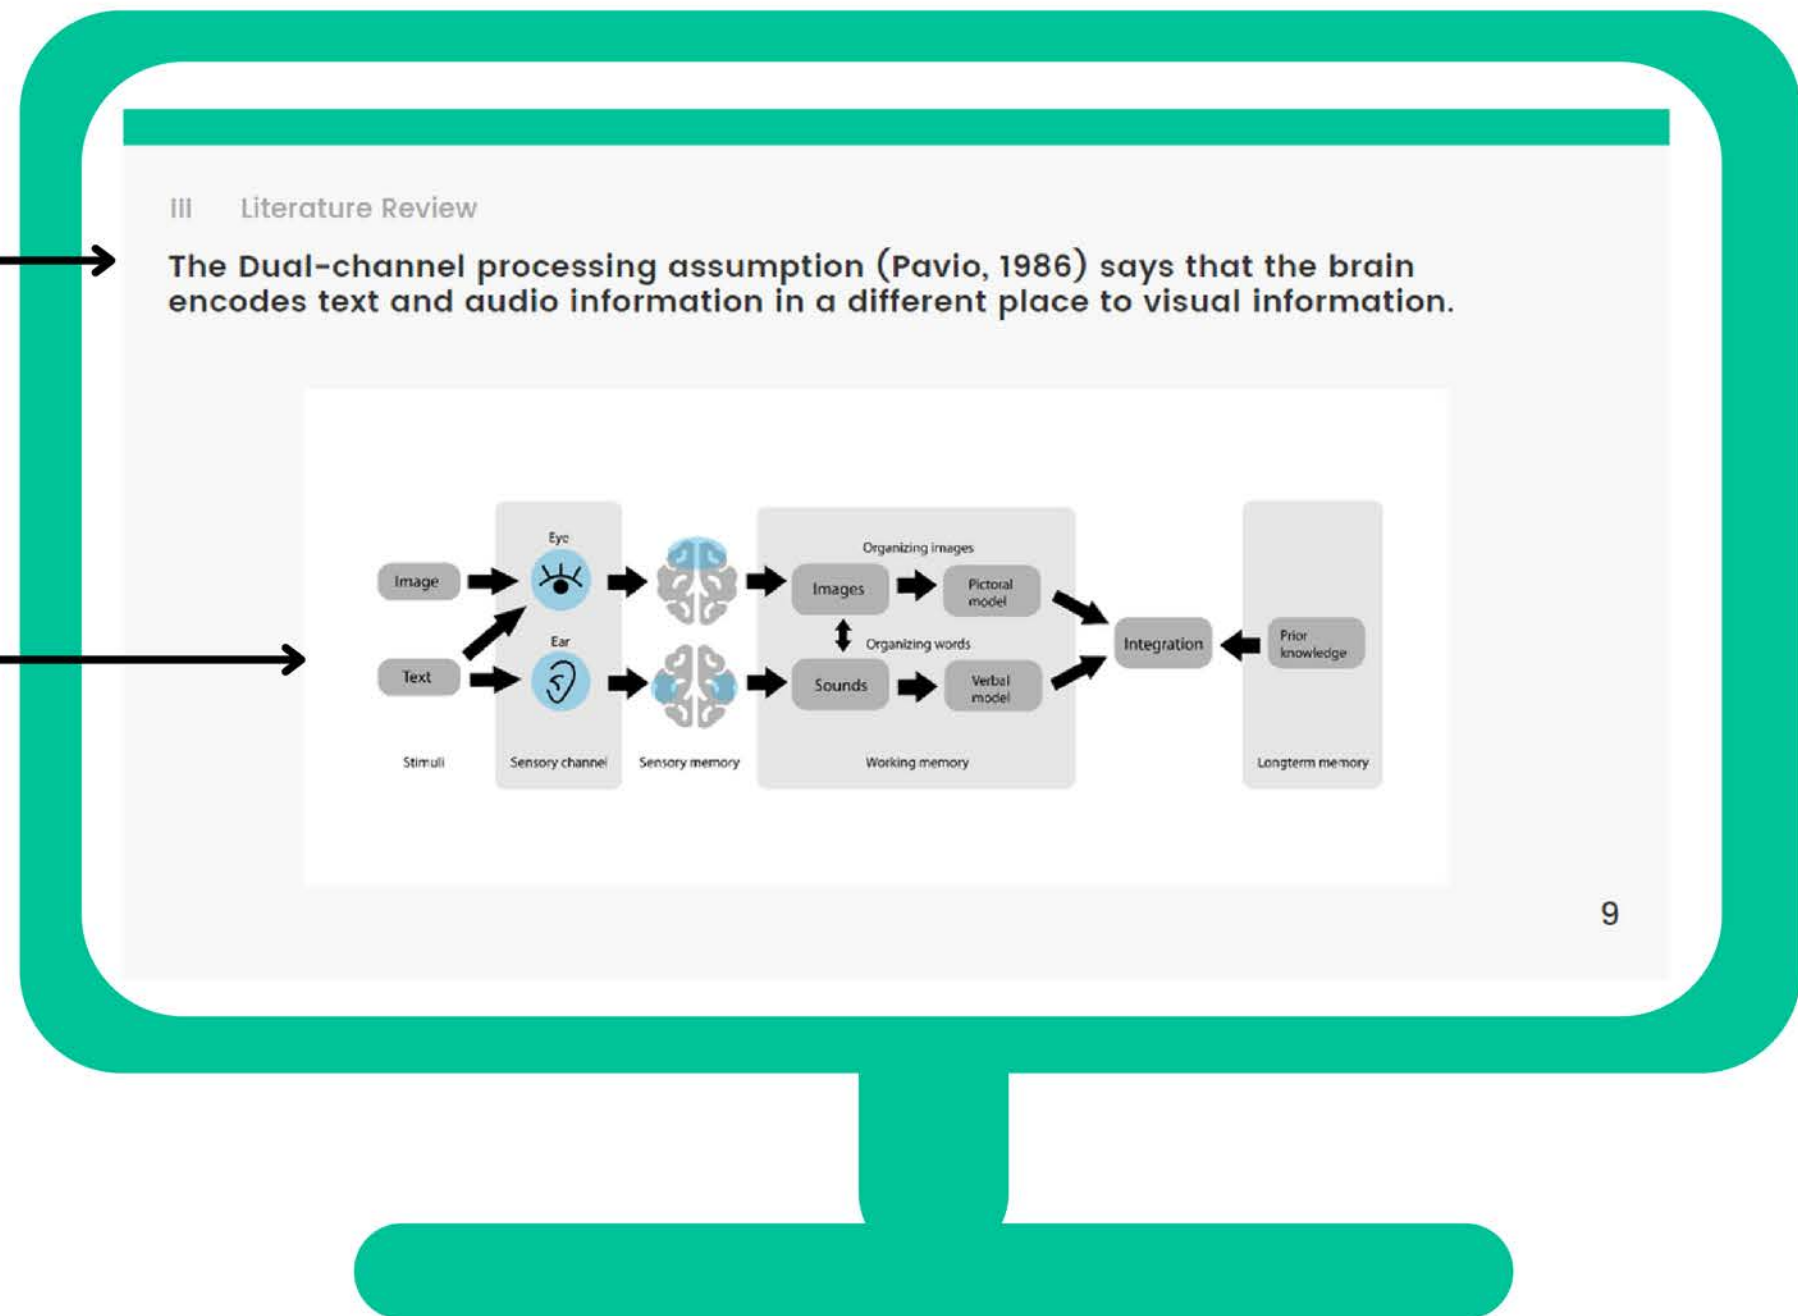 III Literature Review
The Dual-channel processing assumption (Pavio, 1986) says that the brain
encodes text and audio information in a different place to visual information.
Eye
Organizing images
Image
Images
Pictoral
model
Ear
Organizing words
Integration
Prior
knowledge
Text
Sounds
Verbal
model
Stimuli
Sensory channel
Sensory memory
Working memory
Longterm memory
9